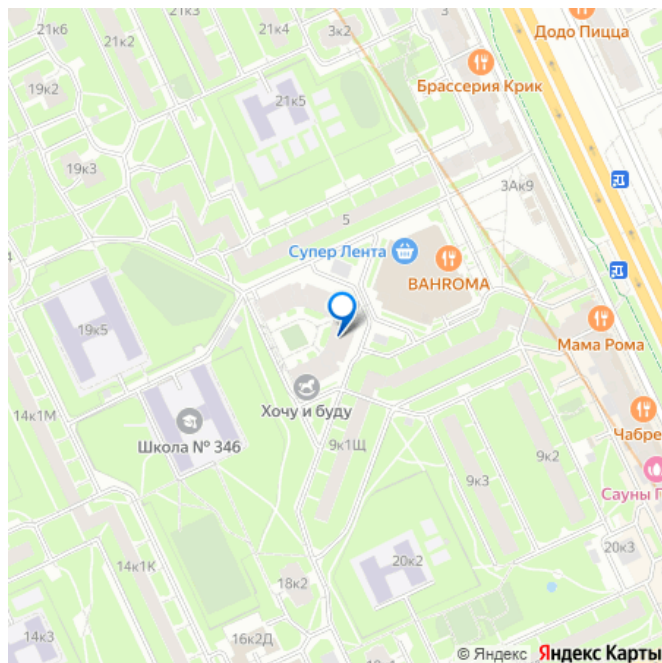 21к6
21к3
21к2
21к4
3к2
3
Додо Пицца
Брассерия Крик
19к2
21к5
19к3
3Ак9
5
Супер Лента
BAHROMA
19к5
Мама Рома
Хочу и буду
14к1М
Школа № 346
9к1Щ
Чабре
9к2
9к3
Сауны Г
20к3
20к2
14к1К
18к2
14к3
16к2Д
© Яндекс Яндекс Карты